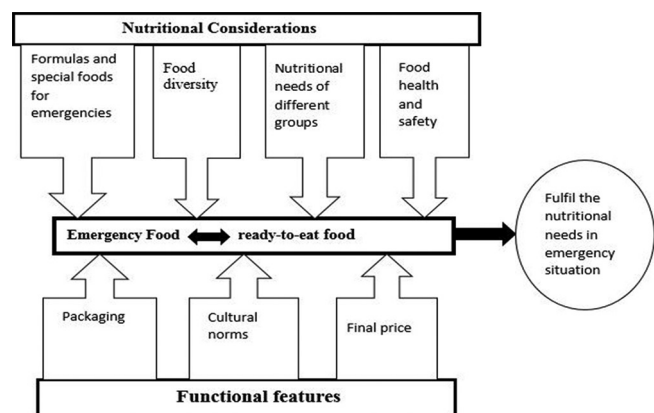 Nutritional Considerations
Formulas and
special foods
for
emergencies
Food
diversity
Nutritional
needs of
different
groups
Food
health
and
safety
Emergency Food ready-to-eat food
Fulfil the
nutritional
needs in
emergency
situation
Packaging
Cultural
norms
Final price
Functional features